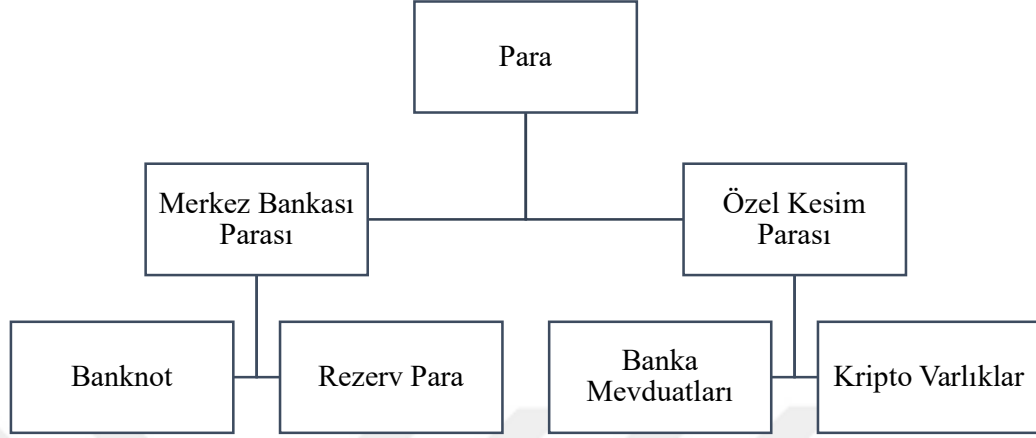 Para
Merkez Bankası
Parası
Özel Kesim
Parası
Banknot
Rezerv Para
Banka
Mevduatları
Kripto Varlıklar